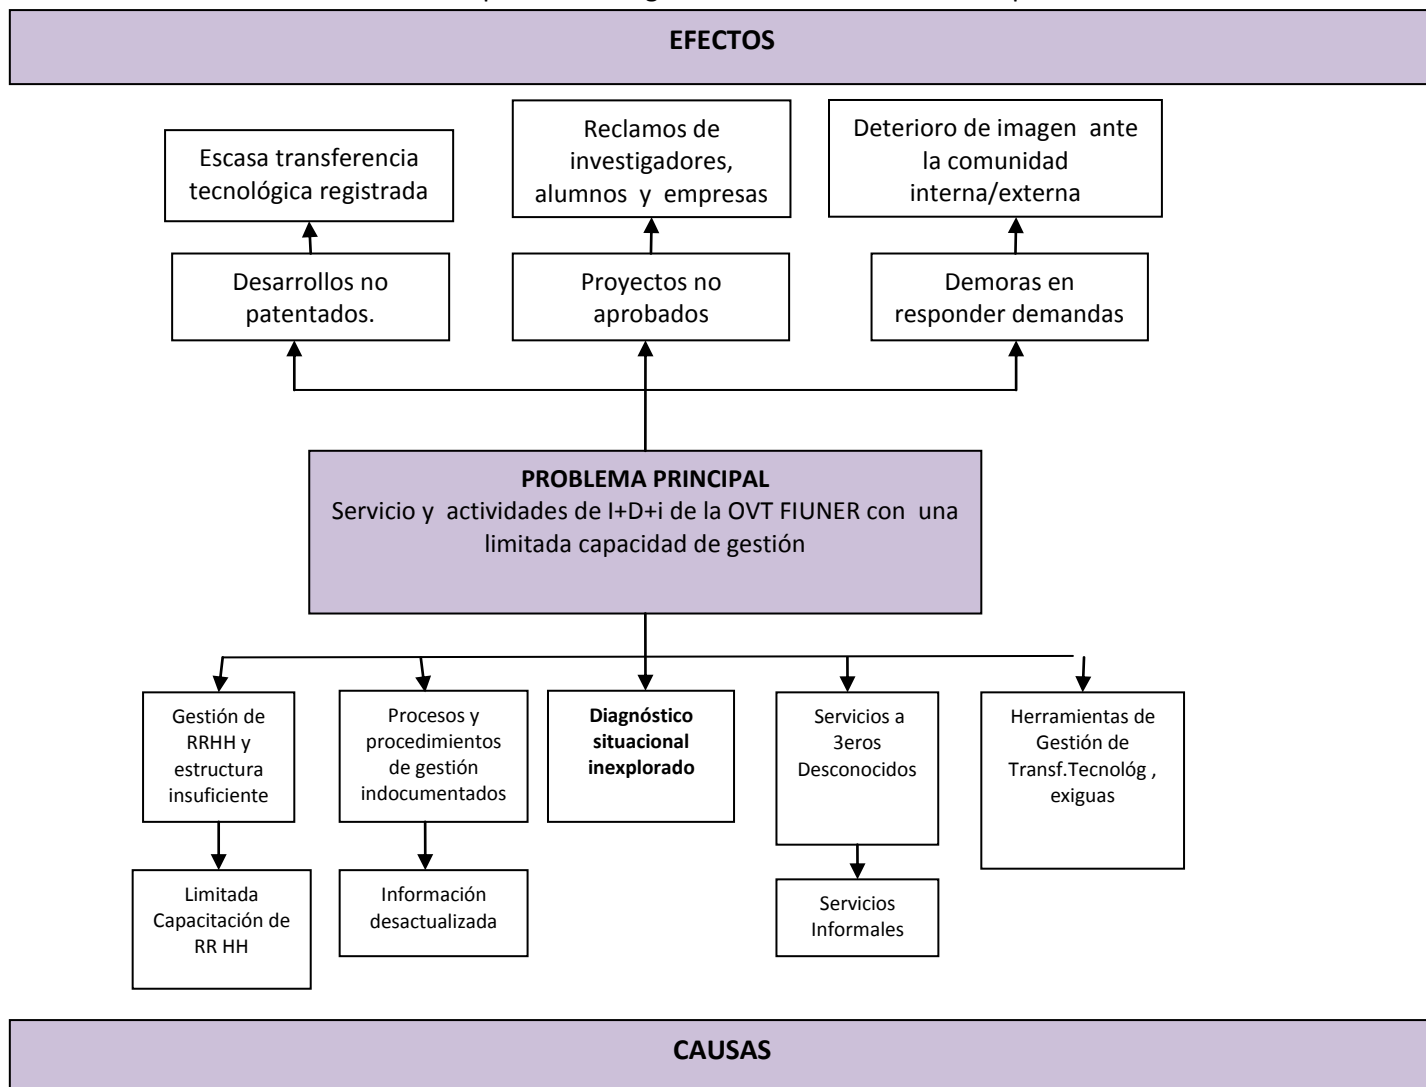 EFECTOS
Escasa transferencia
tecnológica registrada
Reclamos de
investigadores,
alumnos y empresas
Deterioro de imagen ante
la comunidad
interna/externa
Desarrollos no
patentados.
Proyectos no
aprobados
Demoras en
responder demandas
PROBLEMA PRINCIPAL
Servicio y actividades de I+D+i de la OVT FIUNER con una
limitada capacidad de gestión
Gestión de
RRHH y
estructura
insuficiente
Procesos y
procedimientos
de gestión
indocumentados
Diagnóstico
situacional
inexplorado
Servicios a
3eros
Desconocidos
Herramientas de
Gestión de
Transf.Tecnológ ,
exiguas
Limitada
Capacitación de
RR HH
Información
desactualizada
Servicios
Informales
CAUSAS